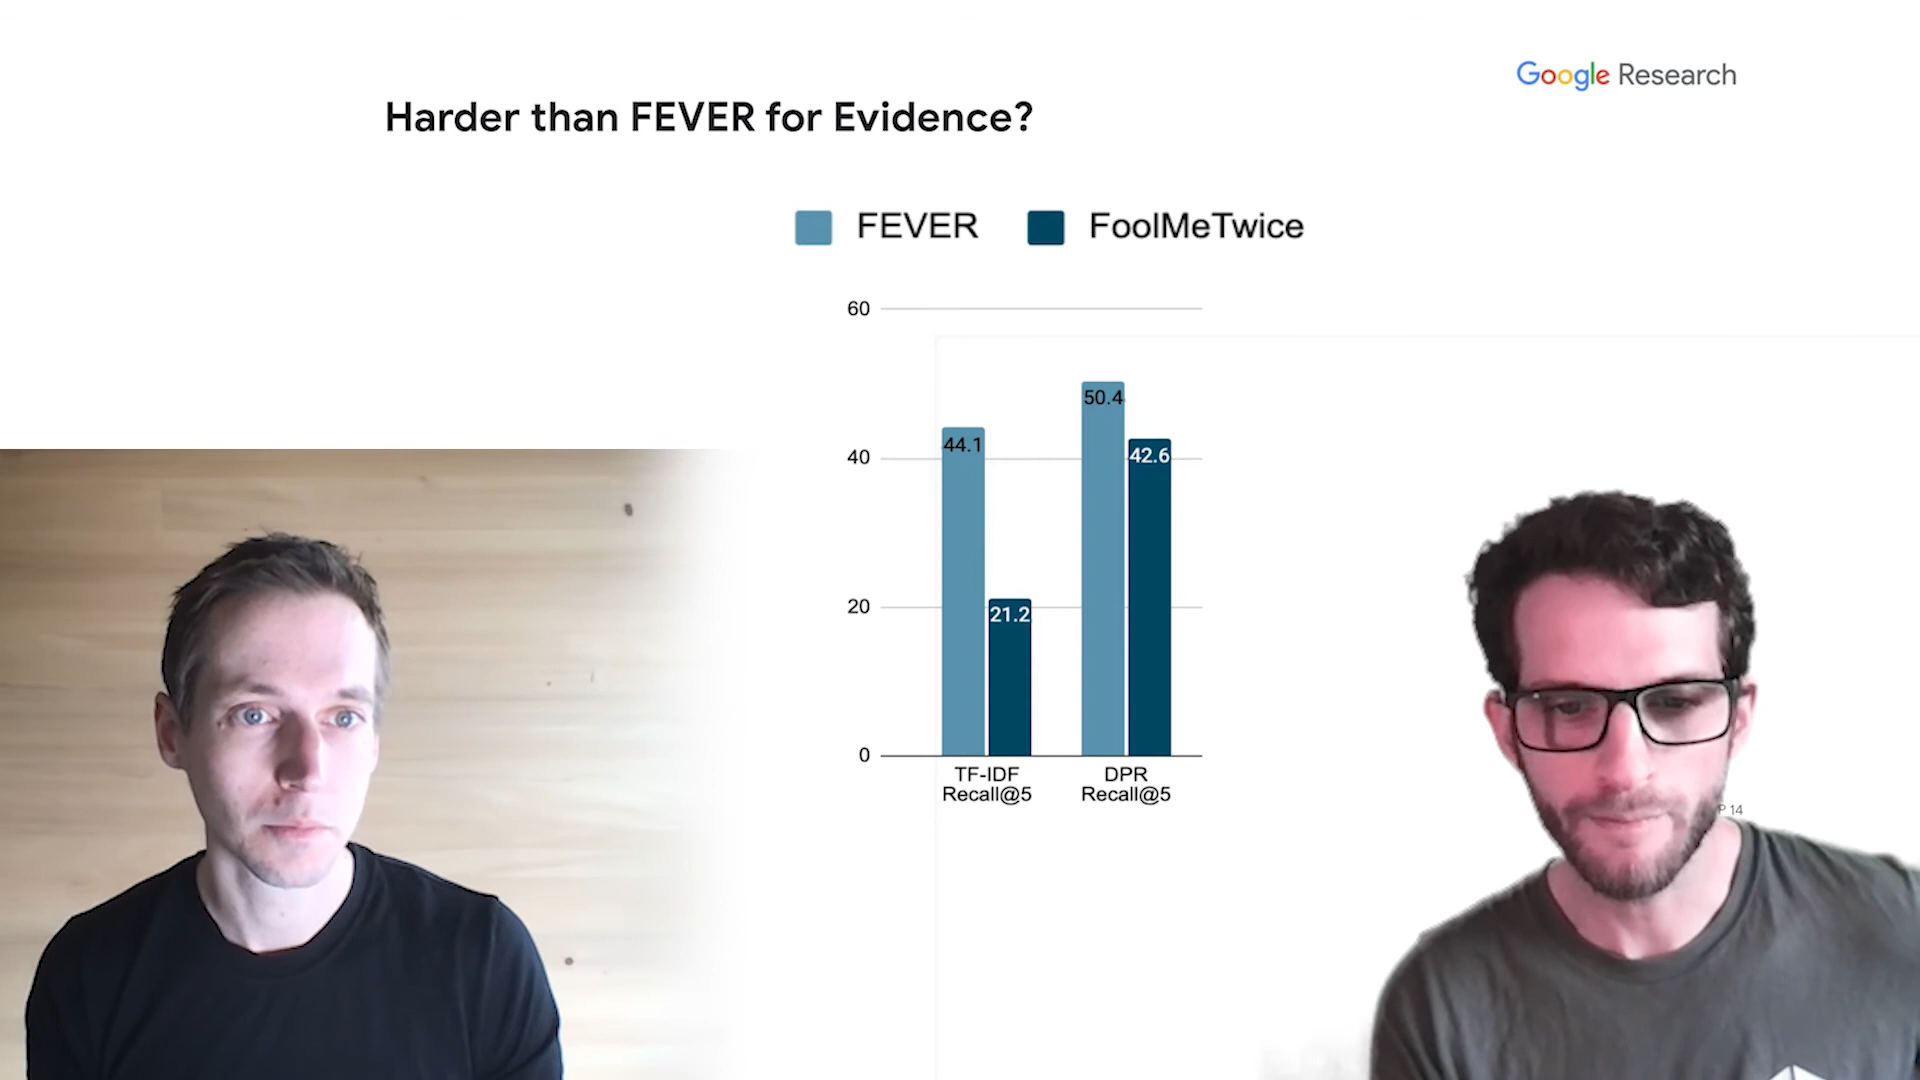 Google Research
Harder than FEVER for Evidence?
FEVER
FoolMeTwice
60
40
20
0
44.1
21.2
50.4
42.6
TF-IDF
Recall@5
DPR
Recall@5
P 14